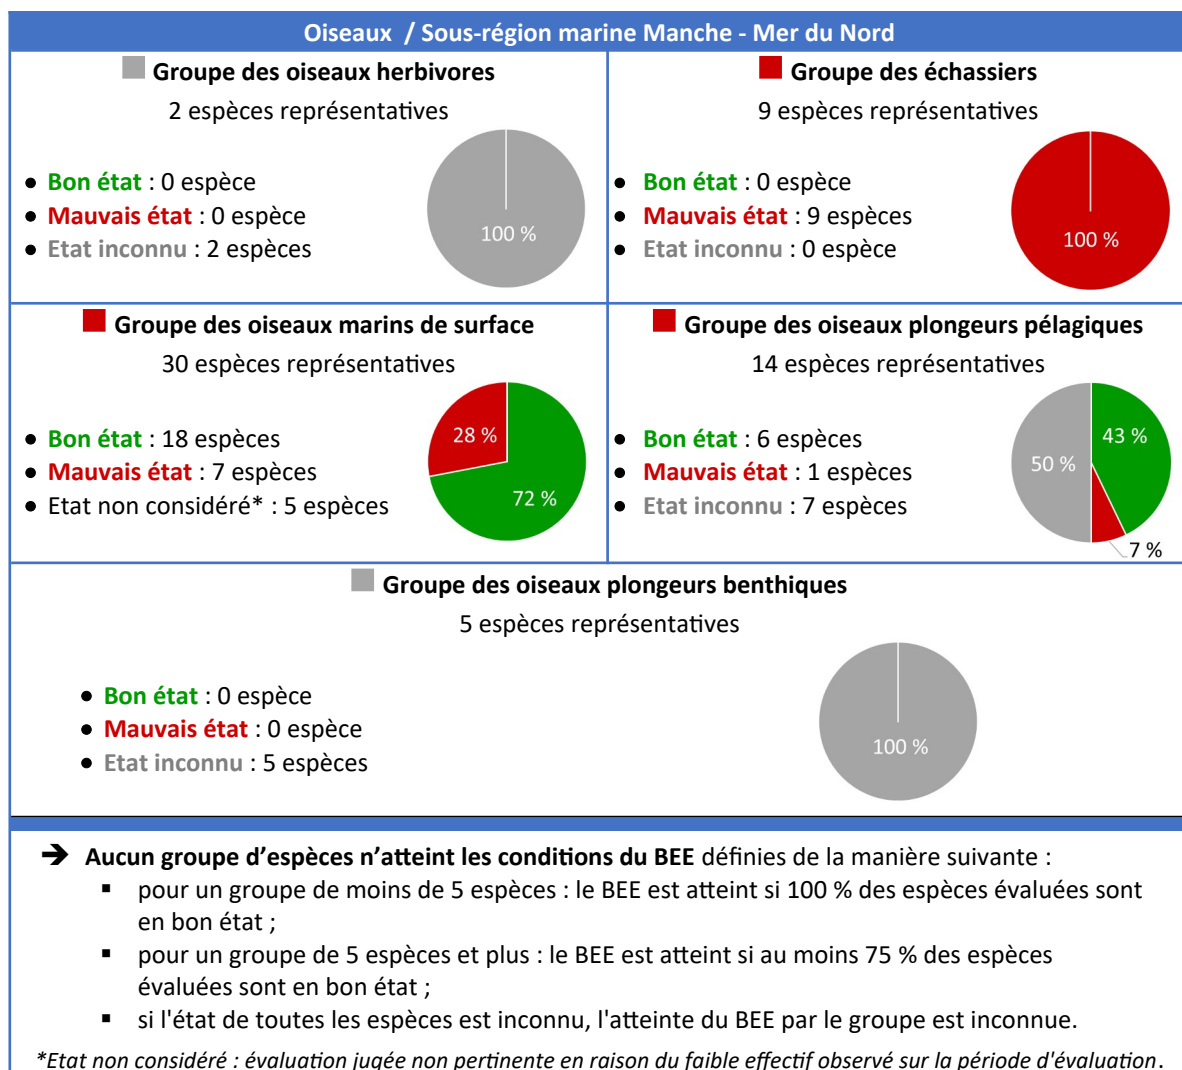 Oiseaux / Sous-région marine Manche - Mer du Nord
Groupe des oiseaux herbivores
2 espèces représentatives
• Bon état : 0 espèce
• Mauvais état : 0 espèce
• Etat inconnu : 2 espèces
100 %
Groupe des échassiers
9 espèces représentatives
• Bon état : 0 espèce
• Mauvais état : 9 espèces
• Etat inconnu : 0 espèce
100 %
Groupe des oiseaux marins de surface
30 espèces représentatives
• Bon état : 18 espèces
• Mauvais état : 7 espèces
• Etat non considéré* : 5 espèces
28 %
72 %
Groupe des oiseaux plongeurs pélagiques
14 espèces représentatives
• Bon état : 6 espèces
• Mauvais état : 1 espèces
• Etat inconnu : 7 espèces
43 %
50 %
7 %
Groupe des oiseaux plongeurs benthiques
5 espèces représentatives
• Bon état : 0 espèce
• Mauvais état : 0 espèce
• Etat inconnu : 5 espèces
100 %
➔ Aucun groupe d'espèces n'atteint les conditions du BEE définies de la manière suivante :
▪ pour un groupe de moins de 5 espèces : le BEE est atteint si 100 % des espèces évaluées sont
en bon état ;
▪ pour un groupe de 5 espèces et plus : le BEE est atteint si au moins 75 % des espèces
évaluées sont en bon état ;
▪ si l'état de toutes les espèces est inconnu, l'atteinte du BEE par le groupe est inconnue.
*Etat non considéré : évaluation jugée non pertinente en raison du faible effectif observé sur la période d'évaluation.